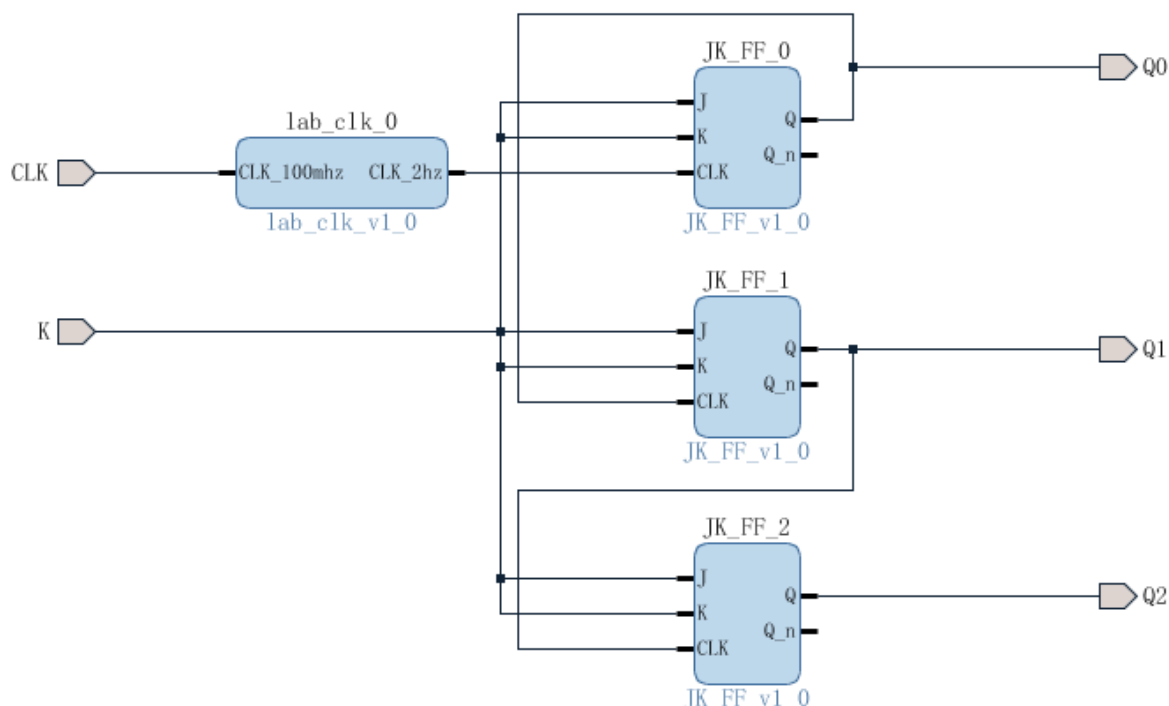 JK_FF_0
J
K
CLK
Q
Q_n
JK_FF_v1_0
Q0
lab_clk_0
CLK
CLK_100mhz CLK_2hz
lab_clk_v1_0
JK_FF_1
K
J
K
CLK
Q
Q_n
JK_FF_v1_0
Q1
JK_FF_2
J
K
CLK
Q
Q_n
JK_FF_v1_0
Q2